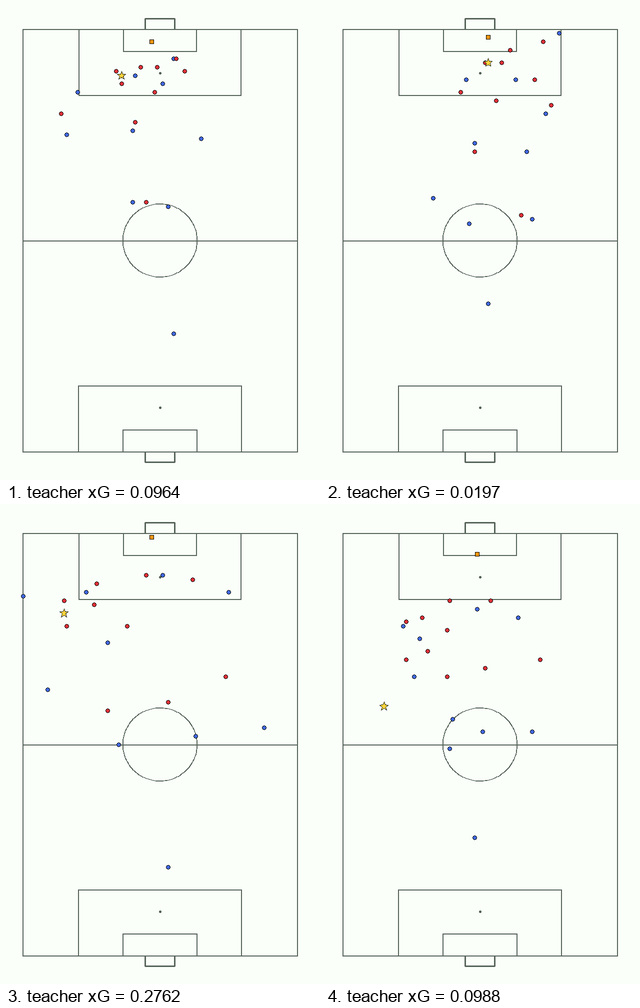 1. teacher xG = 0.0964
2. teacher xG = 0.0197
3. teacher xG = 0.2762
4. teacher xG = 0.0988